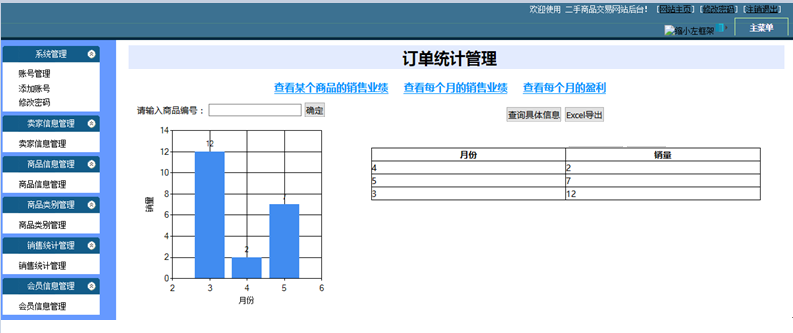 欢迎使用 二手商品交易网站后台！ [网站主页] [修改密码] [注销退出]
缩小左框架 主菜单
系统管理
账号管理
添加账号
修改密码
卖家信息管理
卖家信息管理
商品信息管理
商品信息管理
商品类别管理
商品类别管理
销售统计管理
销售统计管理
会员信息管理
会员信息管理
订单统计管理
查看某个商品的销售业绩 查看每个月的销售业绩 查看每个月的盈利
请输入商品编号： 确定
查询具体信息 Excel导出
14
12
10
8
6
4
2
0
销量
12
2
7
2 3 4 5 6
月份
月份 销量
4 2
5 7
3 12